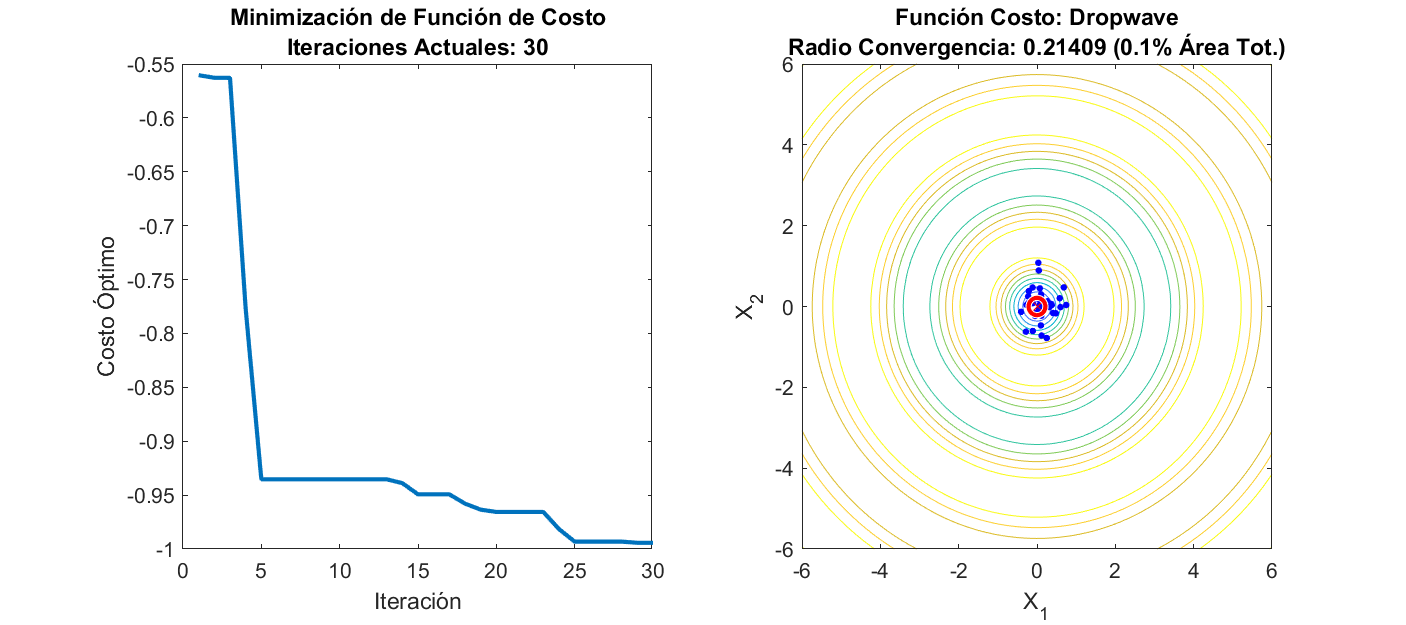 Minimización de Función de Costo
Iteraciones Actuales: 30
-0.55
-0.6
-0.65
-0.7
-0.75
-0.8
-0.85
-0.9
-0.95
-1
Costo Óptimo
0 5 10 15 20 25 30
Iteración
Función Costo: Dropwave
Radio Convergencia: 0.21409 (0.1% Área Tot.)
6
4
2
0
-2
-4
-6
X2
-6 -4 -2 0 2 4 6
X1